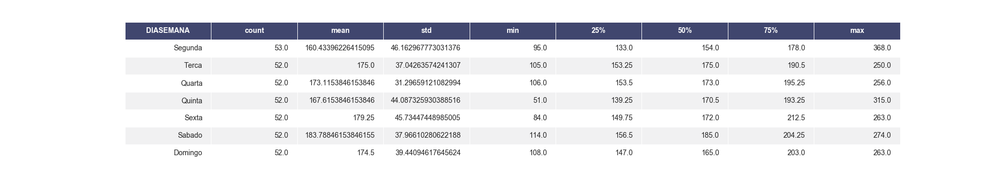 DIASEMANA count mean std min 25% 50% 75% max
Segunda 53.0 160.43396226415095 46.162967773031376 95.0 133.0 154.0 178.0 368.0
Terca 52.0 175.0 37.04263574241307 105.0 153.25 175.0 190.5 250.0
Quarta 52.0 173.1153846153846 31.29659121082994 106.0 153.5 173.0 195.25 256.0
Quinta 52.0 167.6153846153846 44.087325930388516 51.0 139.25 170.5 193.25 315.0
Sexta 52.0 179.25 45.73447448985005 84.0 149.75 172.0 212.5 263.0
Sabado 52.0 183.78846153846155 37.96610280622188 114.0 156.5 185.0 204.25 274.0
Domingo 52.0 174.5 39.44094617645624 108.0 147.0 165.0 203.0 263.0